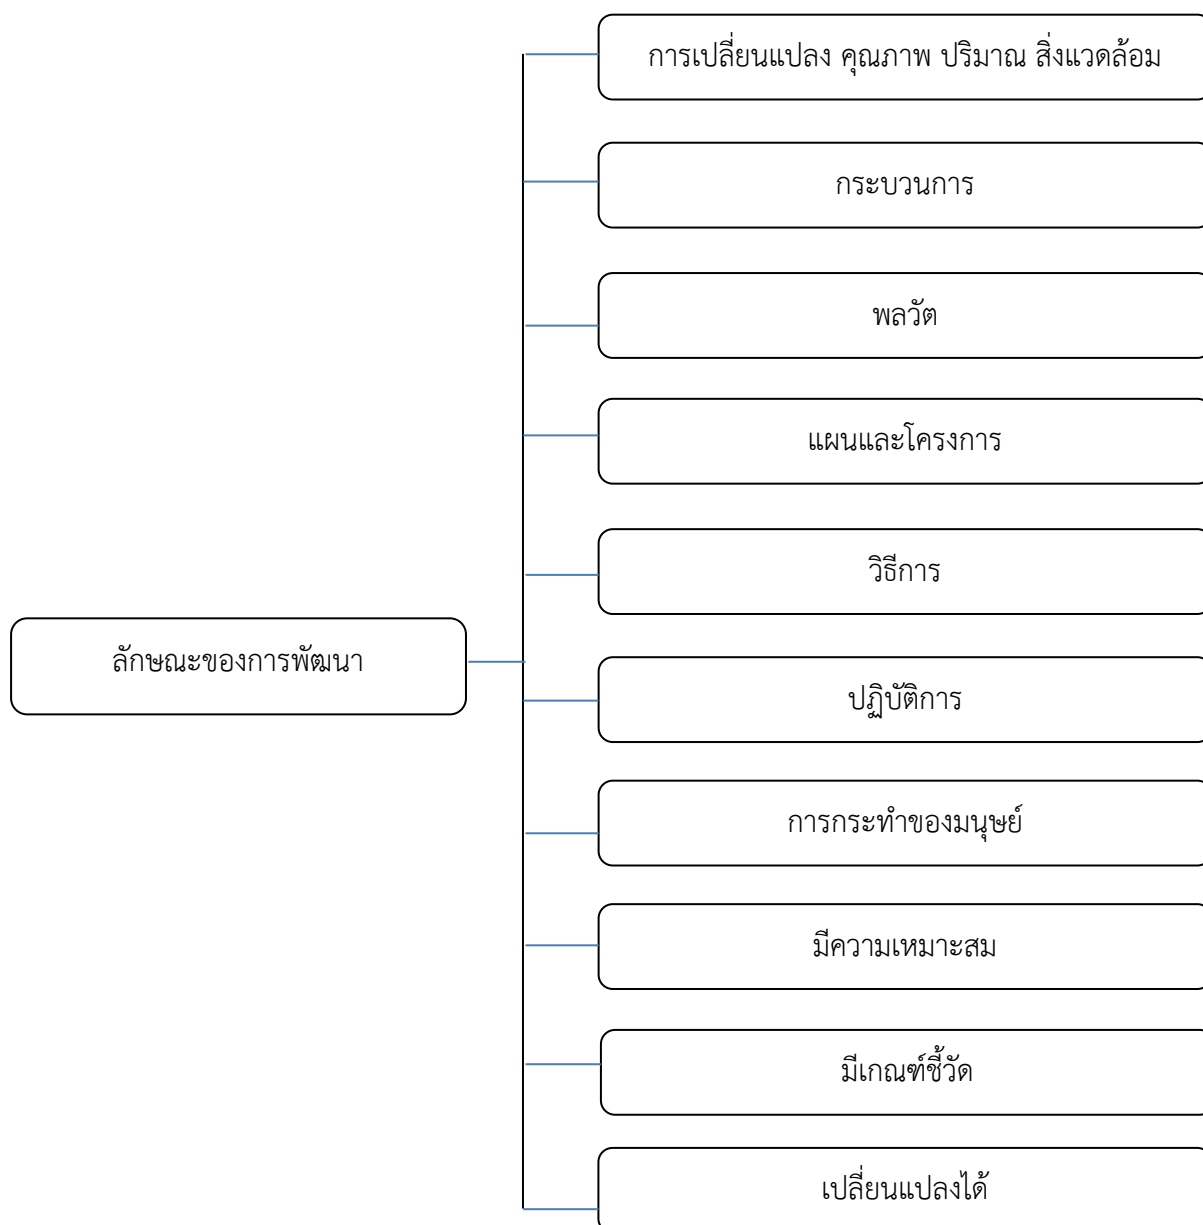 การเปลี่ยนแปลง คุณภาพ ปริมาณ สิ่งแวดล้อม
กระบวนการ
พลวัต
แผนและโครงการ
วิธีการ
ลักษณะของการพัฒนา
ปฏิบัติการ
การกระทำของมนุษย์
มีความเหมาะสม
มีเกณฑ์ชี้วัด
เปลี่ยนแปลงได้